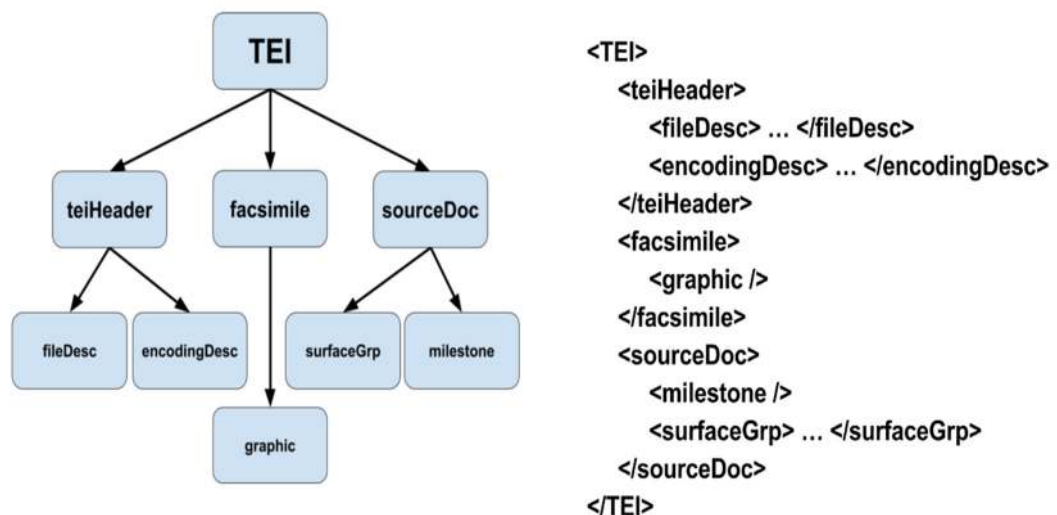 TEI
teiHeader
facsimile
sourceDoc
fileDesc
encodingDesc
surfaceGrp
milestone
graphic
<TEI>
<teiHeader>
<fileDesc> ... </fileDesc>
<encodingDesc> ... </encodingDesc>
</teiHeader>
<facsimile>
<graphic />
</facsimile>
<sourceDoc>
<milestone />
<surfaceGrp> ... </surfaceGrp>
</sourceDoc>
</TEI>